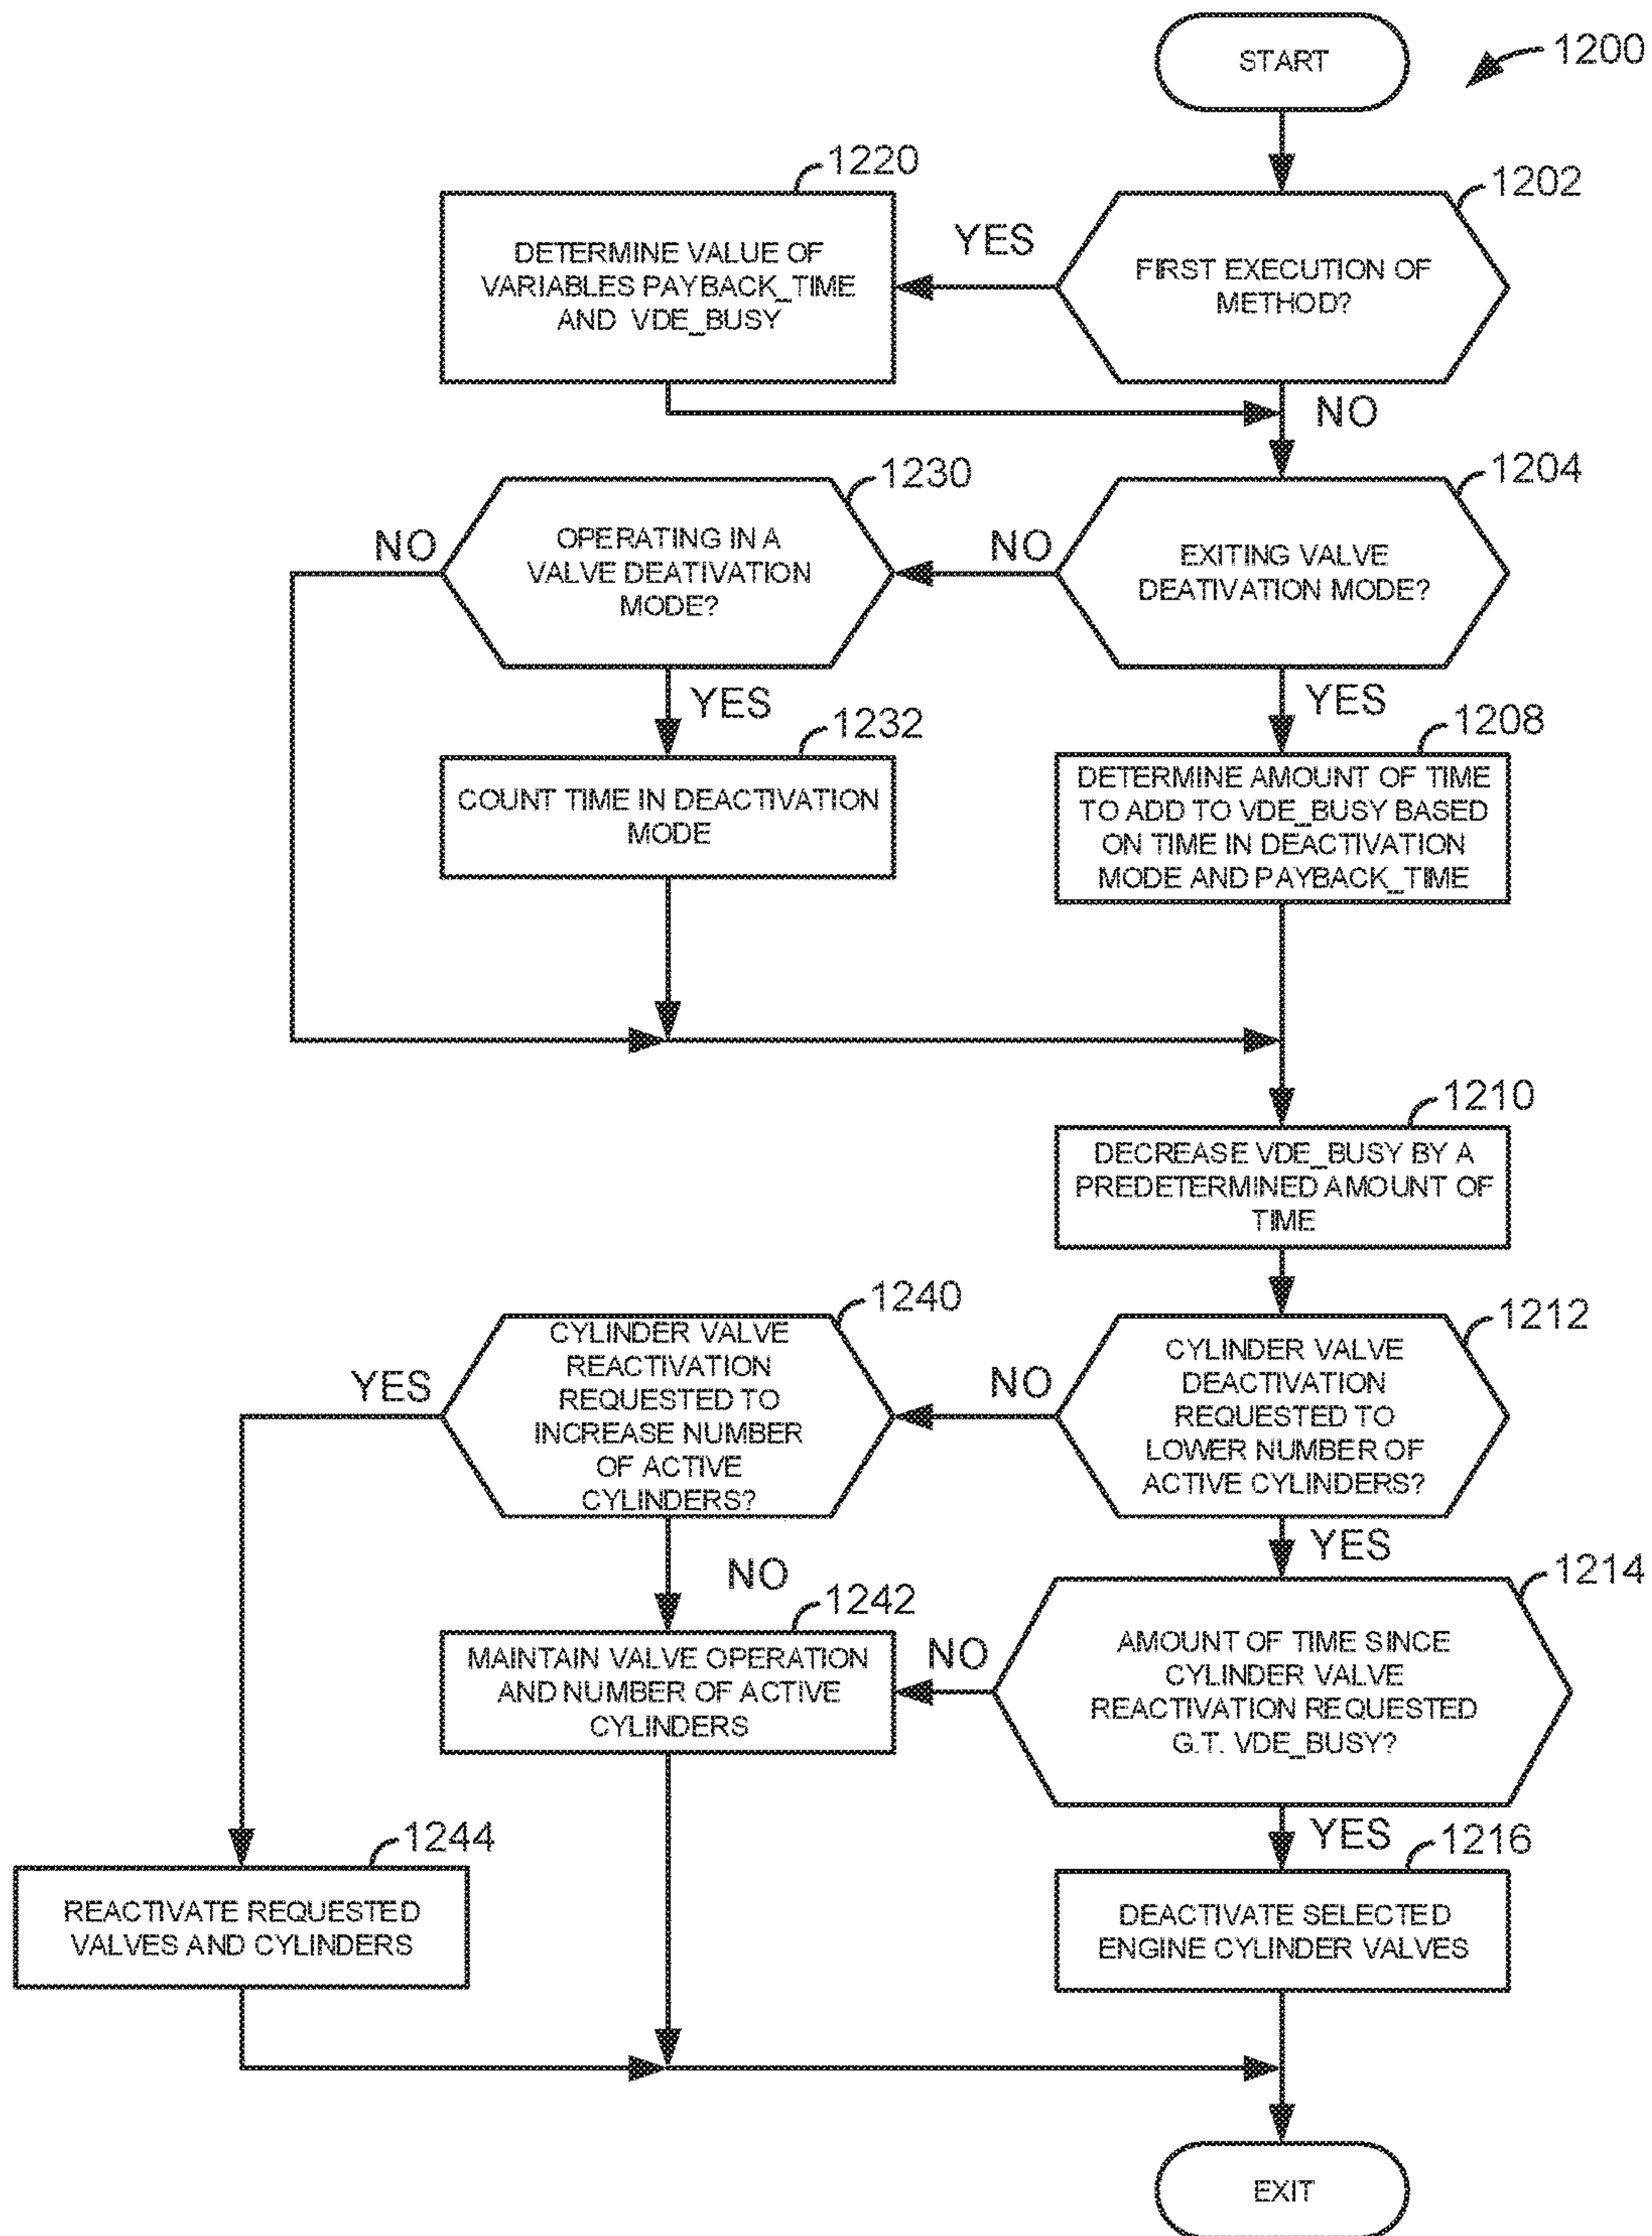 START
1200
1220
1202
DETERMINE VALUE OF
VARIABLES PAYBACK_TIME
AND VDE_BUSY
YES
FIRST EXECUTION OF
METHOD?
NO
1230
1204
NO
OPERATING IN A
VALVE DEATIVATION
MODE?
NO
EXITING VALVE
DEATIVATION MODE?
YES
1232
YES
1208
COUNT TIME IN DEACTIVATION
MODE
DETERMINE AMOUNT OF TIME
TO ADD TO VDE_BUSY BASED
ON TIME IN DEACTIVATION
MODE AND PAYBACK_TIME
1210
DECREASE VDE_BUSY BY A
PREDETERMINED AMOUNT OF
TIME
1240
1212
YES
CYLINDER VALVE
REACTIVATION
REQUESTED TO
INCREASE NUMBER
OF ACTIVE
CYLINDERS?
NO
CYLINDER VALVE
DEACTIVATION
REQUESTED TO
LOWER NUMBER OF
ACTIVE CYLINDERS?
NO
YES
1242
1214
MAINTAIN VALVE OPERATION
AND NUMBER OF ACTIVE
CYLINDERS
NO
AMOUNT OF TIME SINCE
CYLINDER VALVE
REACTIVATION REQUESTED
G.T. VDE_BUSY?
1244
YES
1216
REACTIVATE REQUESTED
VALVES AND CYLINDERS
DEACTIVATE SELECTED
ENGINE CYLINDER VALVES
EXIT